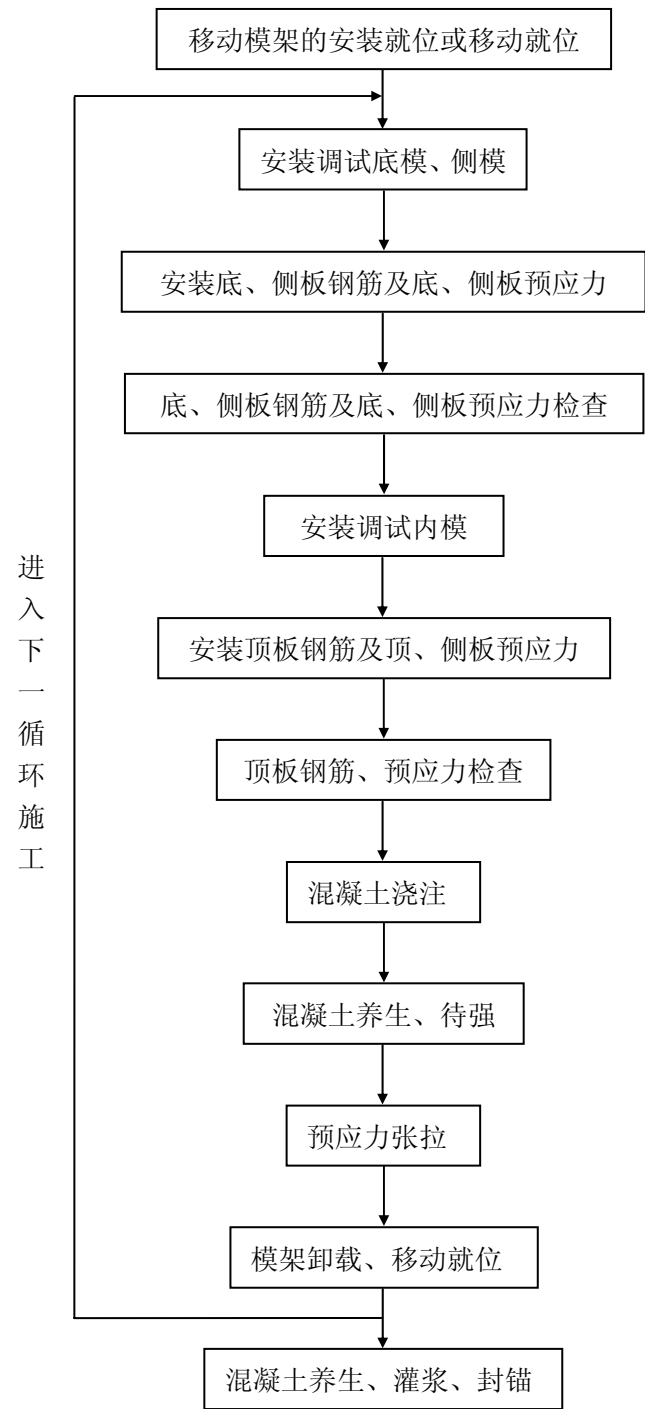 移动模架的安装就位或移动就位
安装调试底模、侧模
安装底、侧板钢筋及底、侧板预应力
底、侧板钢筋及底、侧板预应力检查
安装调试内模
安装顶板钢筋及顶、侧板预应力
顶板钢筋、预应力检查
混凝土浇注
混凝土养生、待强
预应力张拉
模架卸载、移动就位
混凝土养生、灌浆、封锚
进入下一循环施工